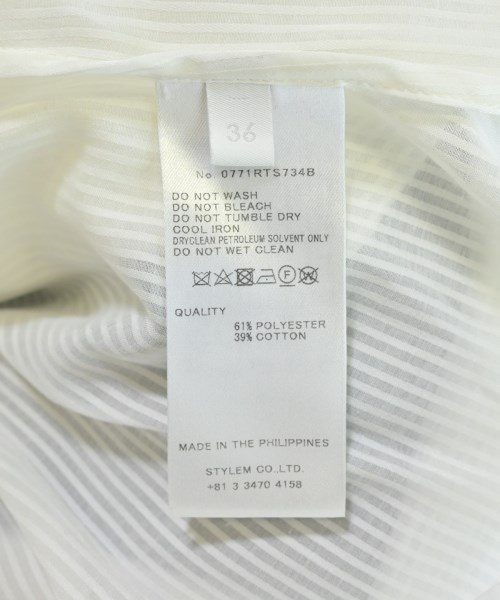 36
No. 0771RTS734B
DO NOT WASH
DO NOT BLEACH
DO NOT TUMBLE DRY
COOL IRON
DRYCLEAN PETROLEUM SOLVENT ONLY
DO NOT WET CLEAN
F W
QUALITY
61% POLYESTER
39% COTTON
MADE IN THE PHILIPPINES
STYLEM CO.,LTD.
+81 3 3470 4158